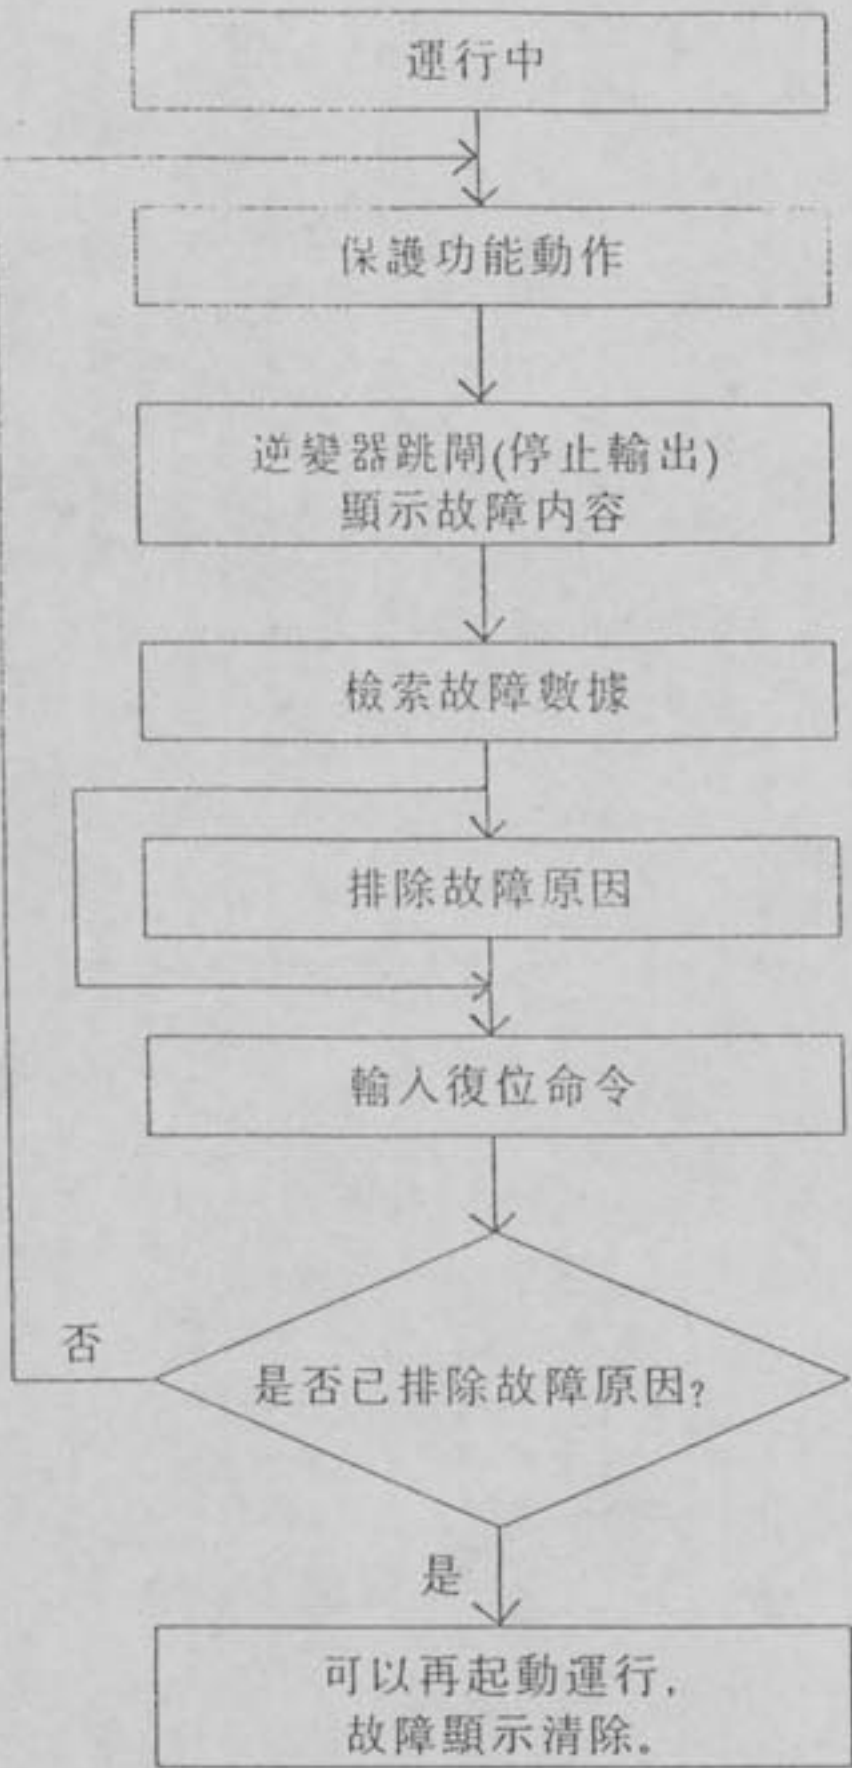 運行中
保護功能動作
逆變器跳閘(停止輸出)
顯示故障内容
檢索故障數據
排除故障原因
輸入復位命令
否
是否已排除故障原因?
是
可以再起動運行,
故障顯示清除。